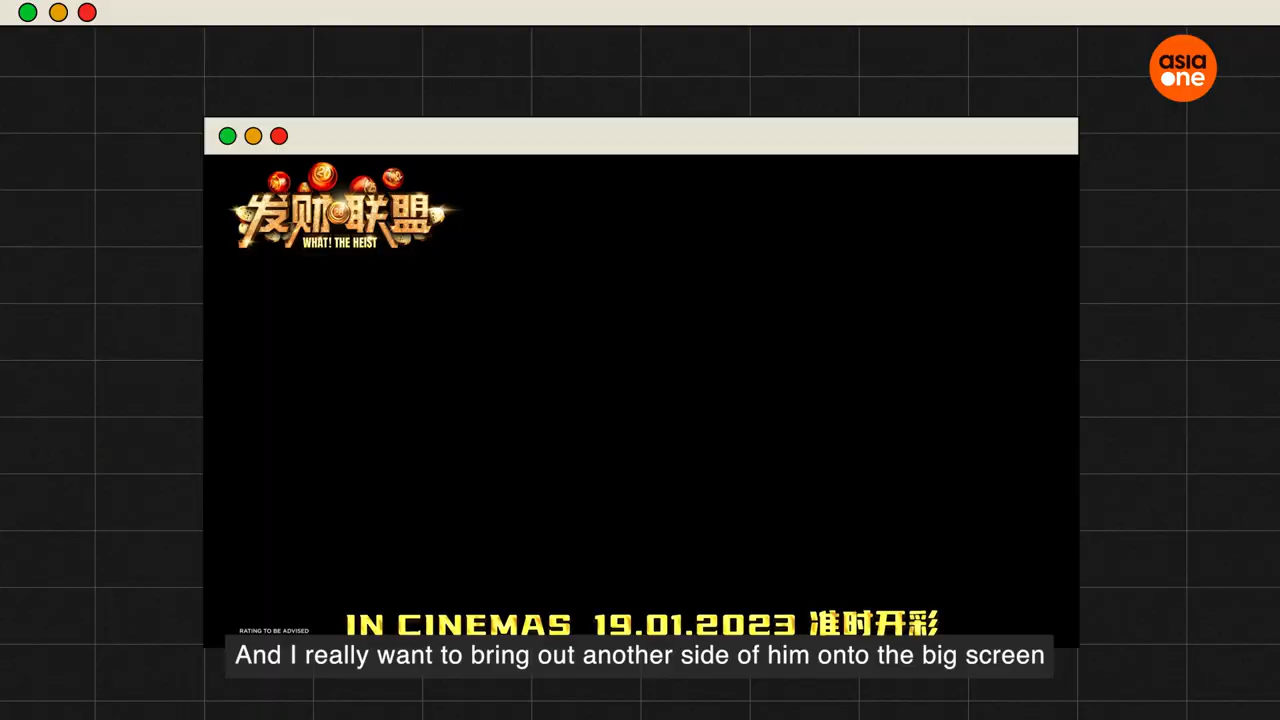 asia
one
发财联盟
WHAT! THE HEIST
IN CINEMAS 19.01.2023 准时开彩
RATING TO BE ADVISED
And I really want to bring out another side of him onto the big screen